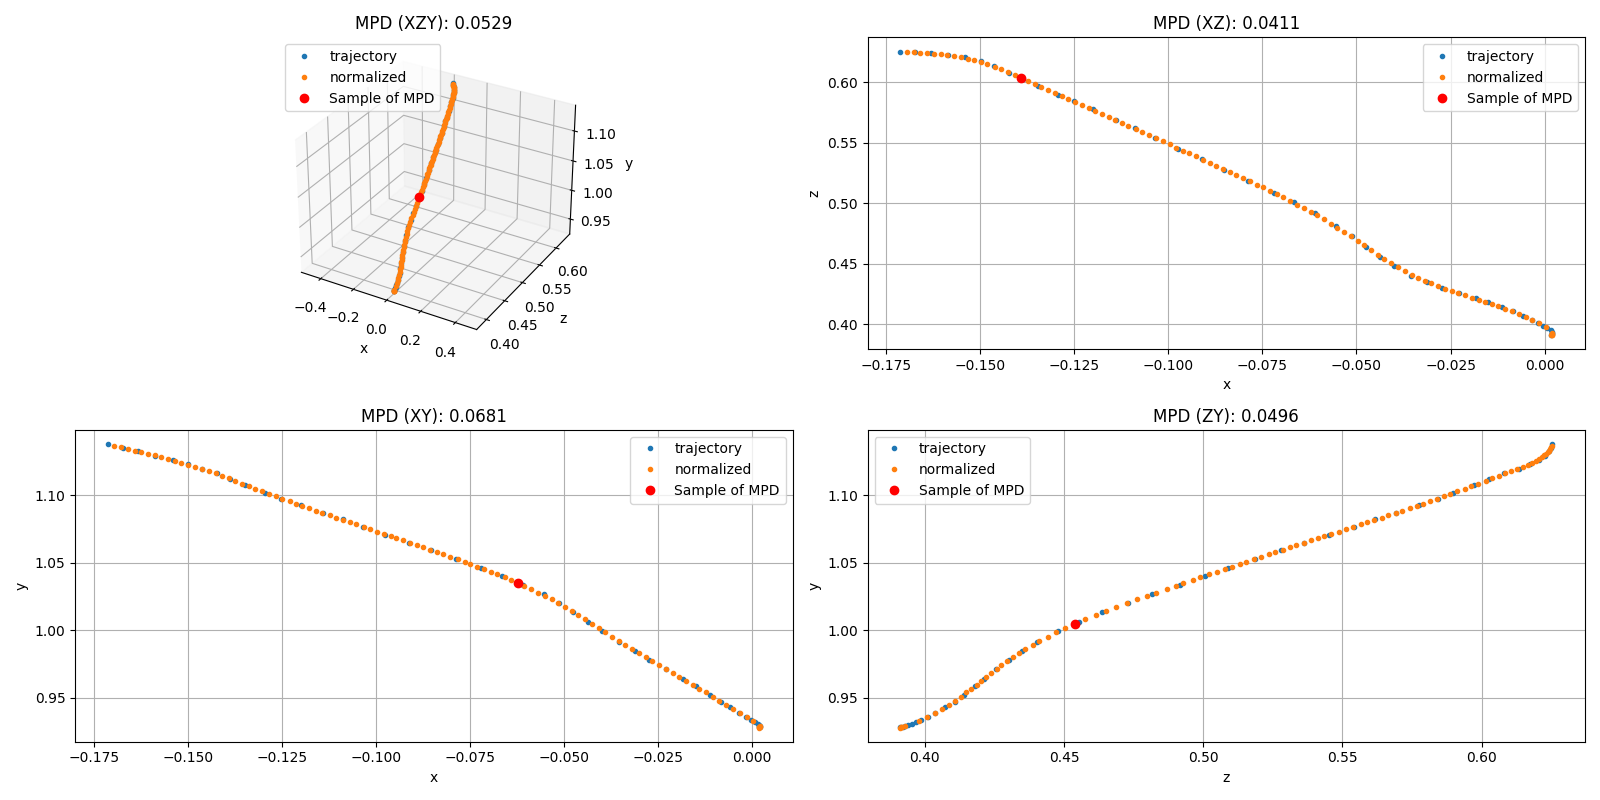 MPD (XZY): 0.0529
trajectory
normalized
Sample of MPD
1.10
1.05
1.00
0.95
y
0.60
0.55
0.50
0.45
0.40
z
−0.4
−0.2
0.0
0.2
0.4
x
MPD (XZ): 0.0411
trajectory
normalized
Sample of MPD
0.60
0.55
0.50
0.45
0.40
z
−0.175 −0.150 −0.125 −0.100 −0.075 −0.050 −0.025 0.000
x
MPD (XY): 0.0681
trajectory
normalized
Sample of MPD
1.10
1.05
1.00
0.95
y
−0.175 −0.150 −0.125 −0.100 −0.075 −0.050 −0.025 0.000
x
MPD (ZY): 0.0496
trajectory
normalized
Sample of MPD
1.10
1.05
1.00
0.95
y
0.40 0.45 0.50 0.55 0.60
z